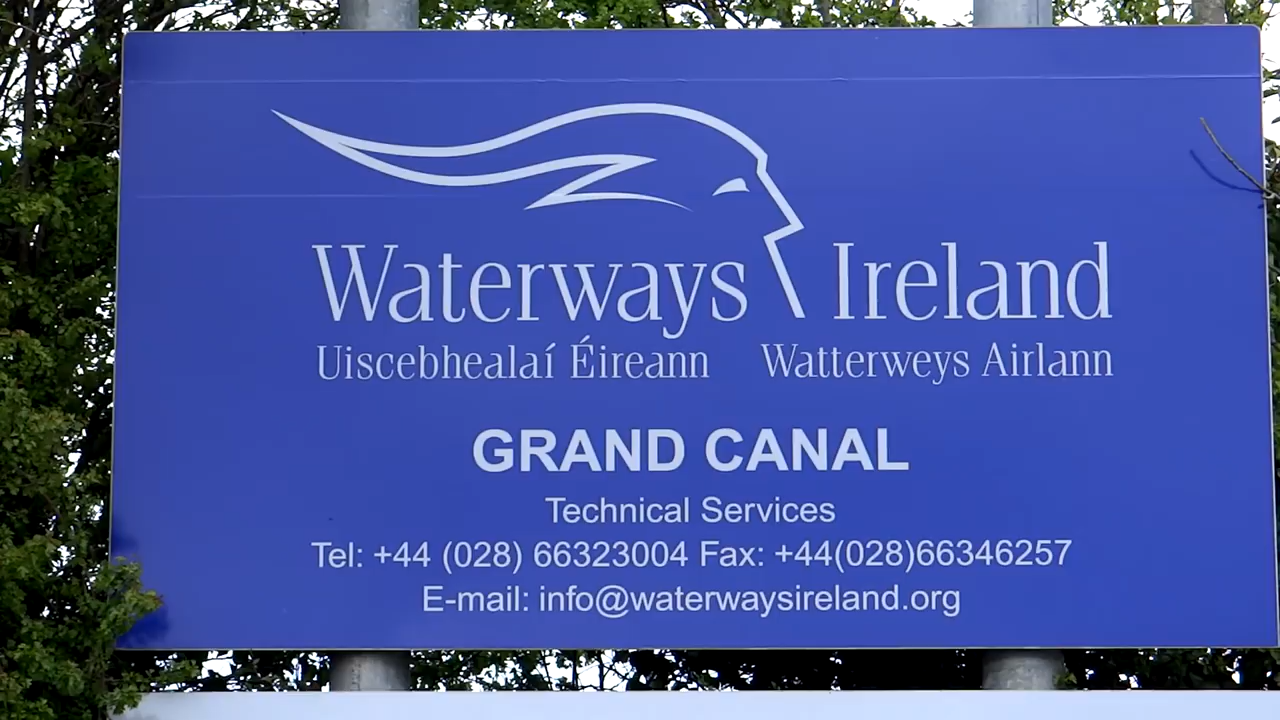 Waterways Ireland
Uiscebhealaí Éireann Watterweys Airlann
GRAND CANAL
Technical Services
Tel: +44 (028) 66323004 Fax: +44(028)66346257
E-mail: info@waterwaysireland.org